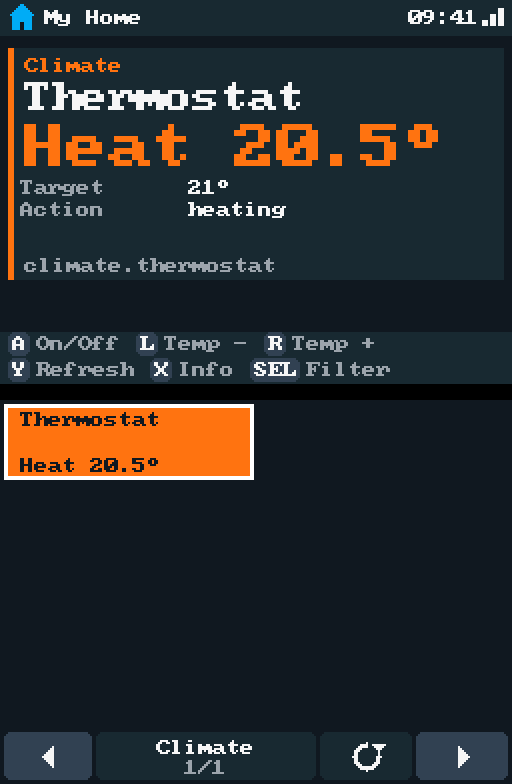 My Home 09:41
Climate
Thermostat
Heat 20.5°
Target 21°
Action heating
climate.thermostat
A On/Off L Temp - R Temp +
Y Refresh X Info SEL Filter
Thermostat
Heat 20.5°
Climate
1/1